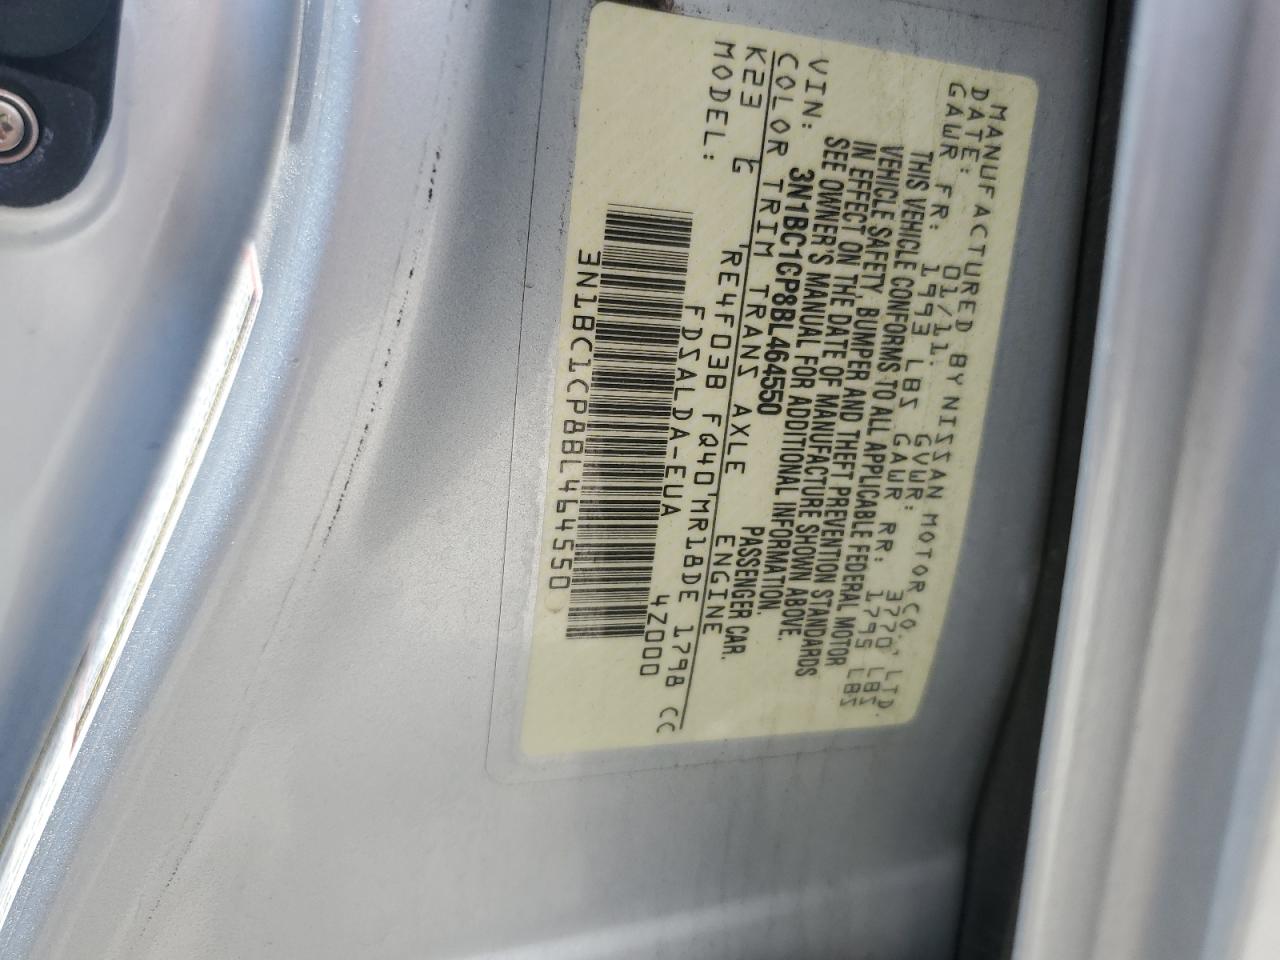 MANUFACTURED BY NISSAN MOTOR CO., LTD.
DATE: 01/11. GVWR: 3770 LBS
GAWR FR: 1993 LBS GAWR RR: 1795 LBS
THIS VEHICLE CONFORMS TO ALL APPLICABLE FEDERAL MOTOR
VEHICLE SAFETY, BUMPER AND THEFT PREVENTION STANDARDS
IN EFFECT ON THE DATE OF MANUFACTURE SHOWN ABOVE.
SEE OWNER'S MANUAL FOR ADDITIONAL INFORMATION.
VIN: 3N1BC1CP8BL464550 PASSENGER CAR.
COLOR TRIM TRANS AXLE ENGINE
K23 G RE4F03B FQ40 MR18DE 1798 CC
MODEL: FDSALDA-EUA 4Z000
3N1BC1CP8BL464550